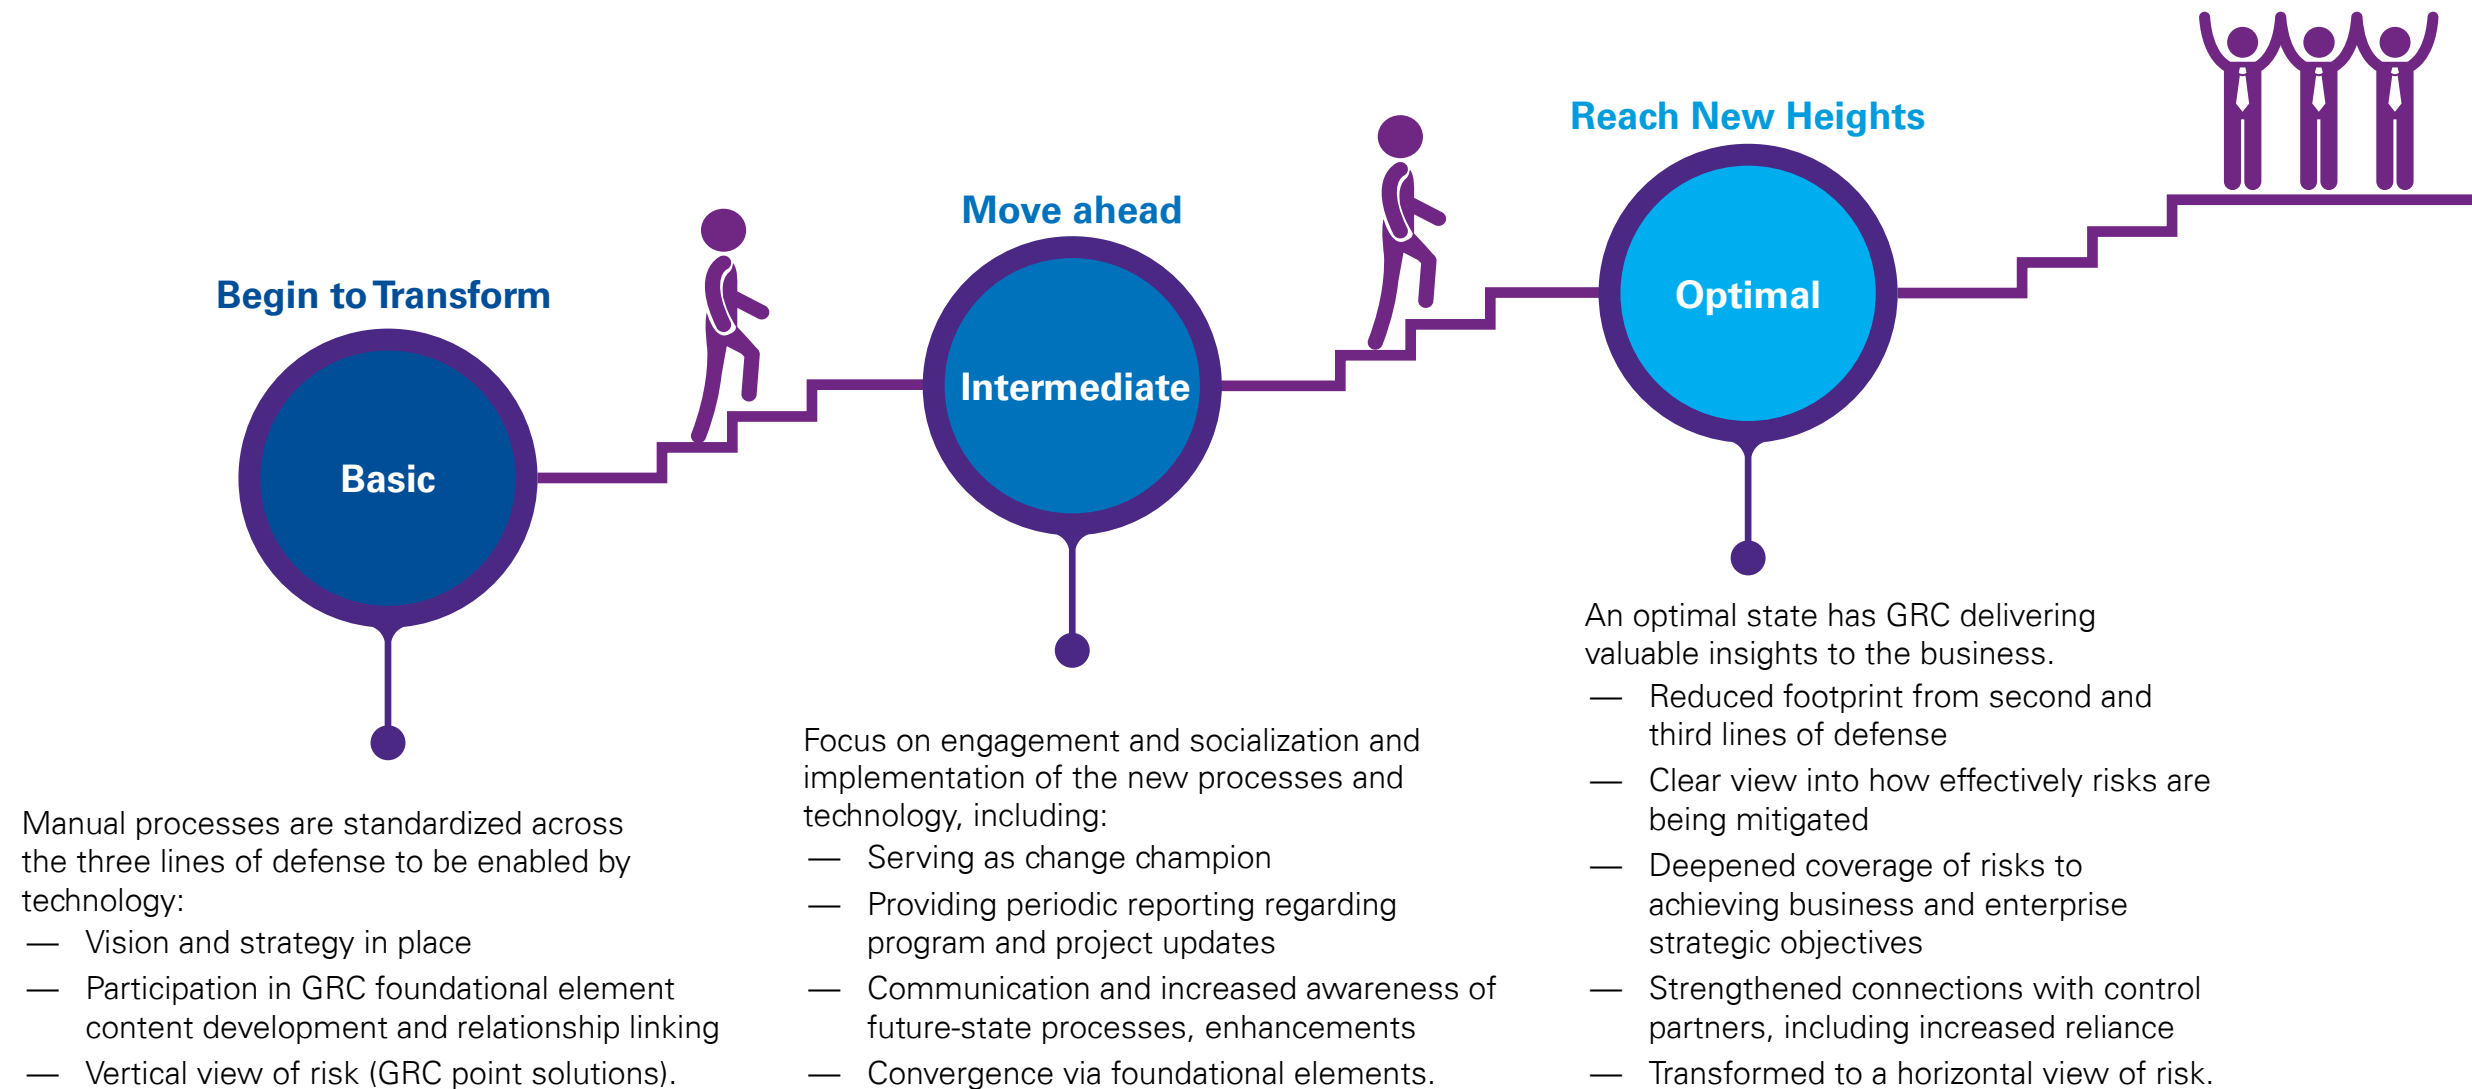 Begin to Transform
Basic
Manual processes are standardized across
the three lines of defense to be enabled by
technology:
— Vision and strategy in place
— Participation in GRC foundational element
content development and relationship linking
— Vertical view of risk (GRC point solutions).
Move ahead
Intermediate
Focus on engagement and socialization and
implementation of the new processes and
technology, including:
— Serving as change champion
— Providing periodic reporting regarding
program and project updates
— Communication and increased awareness of
future-state processes, enhancements
— Convergence via foundational elements.
Reach New Heights
Optimal
An optimal state has GRC delivering
valuable insights to the business.
— Reduced footprint from second and
third lines of defense
— Clear view into how effectively risks are
being mitigated
— Deepened coverage of risks to
achieving business and enterprise
strategic objectives
— Strengthened connections with control
partners, including increased reliance
— Transformed to a horizontal view of risk.